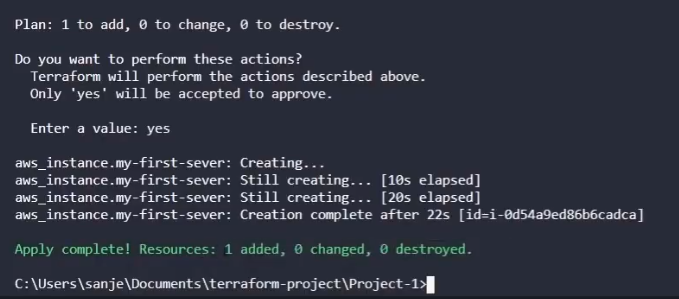 Plan: 1 to add, 0 to change, 0 to destroy.
Do you want to perform these actions?
Terraform will perform the actions described above.
Only 'yes' will be accepted to approve.
Enter a value: yes
aws_instance.my-first-sever: Creating...
aws_instance.my-first-sever: Still creating... [10s elapsed]
aws_instance.my-first-sever: Still creating... [20s elapsed]
aws_instance.my-first-sever: Creation complete after 22s [id=i-0d54a9ed86b6cadca]
Apply complete! Resources: 1 added, 0 changed, 0 destroyed.
C:\Users\sanje\Documents\terraform-project\Project-1>